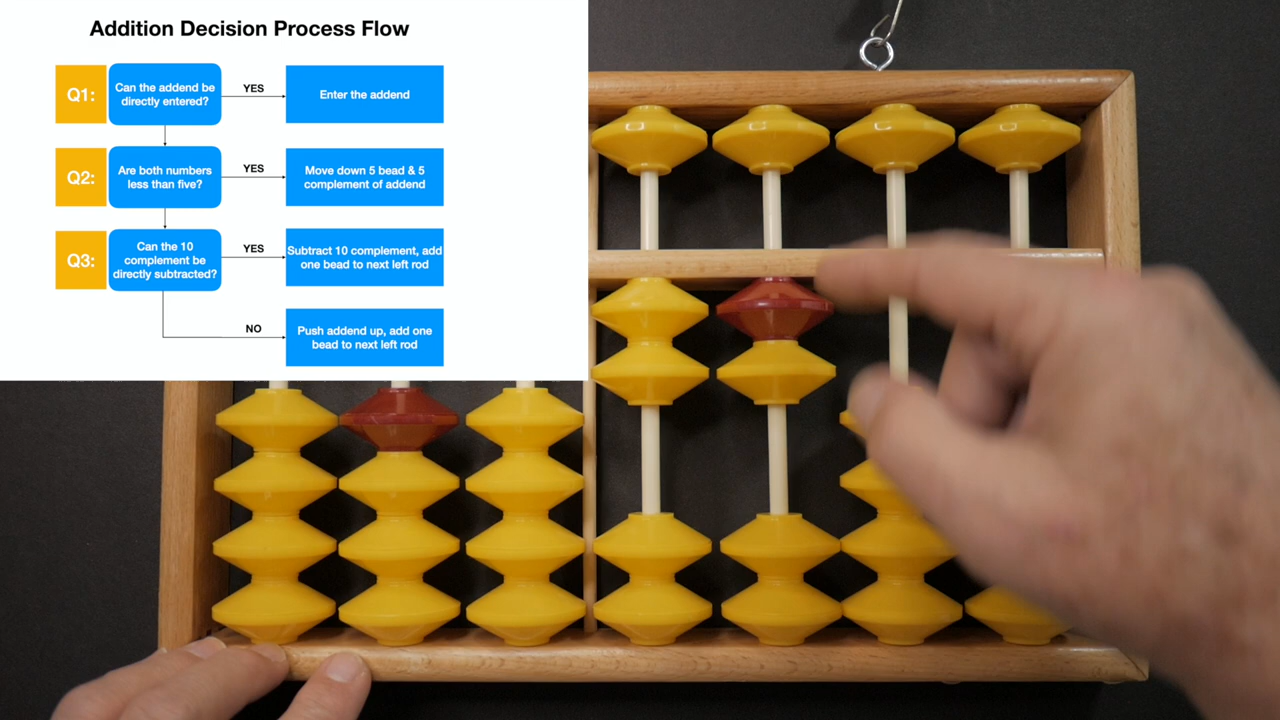 Addition Decision Process Flow
Q1:
Can the addend be
directly entered?
YES
Enter the addend
Q2:
Are both numbers
less than five?
YES
Move down 5 bead & 5
complement of addend
Q3:
Can the 10
complement be
directly subtracted?
YES
Subtract 10 complement, add
one bead to next left rod
NO
Push addend up, add one
bead to next left rod